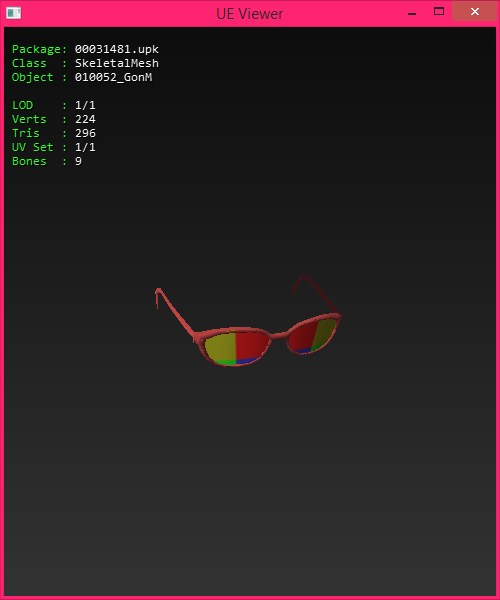 UE Viewer
Package: 00031481.upk
Class  : SkeletalMesh
Object : 010052_GonM
LOD    : 1/1
Verts  : 224
Tris   : 296
UV Set : 1/1
Bones  : 9